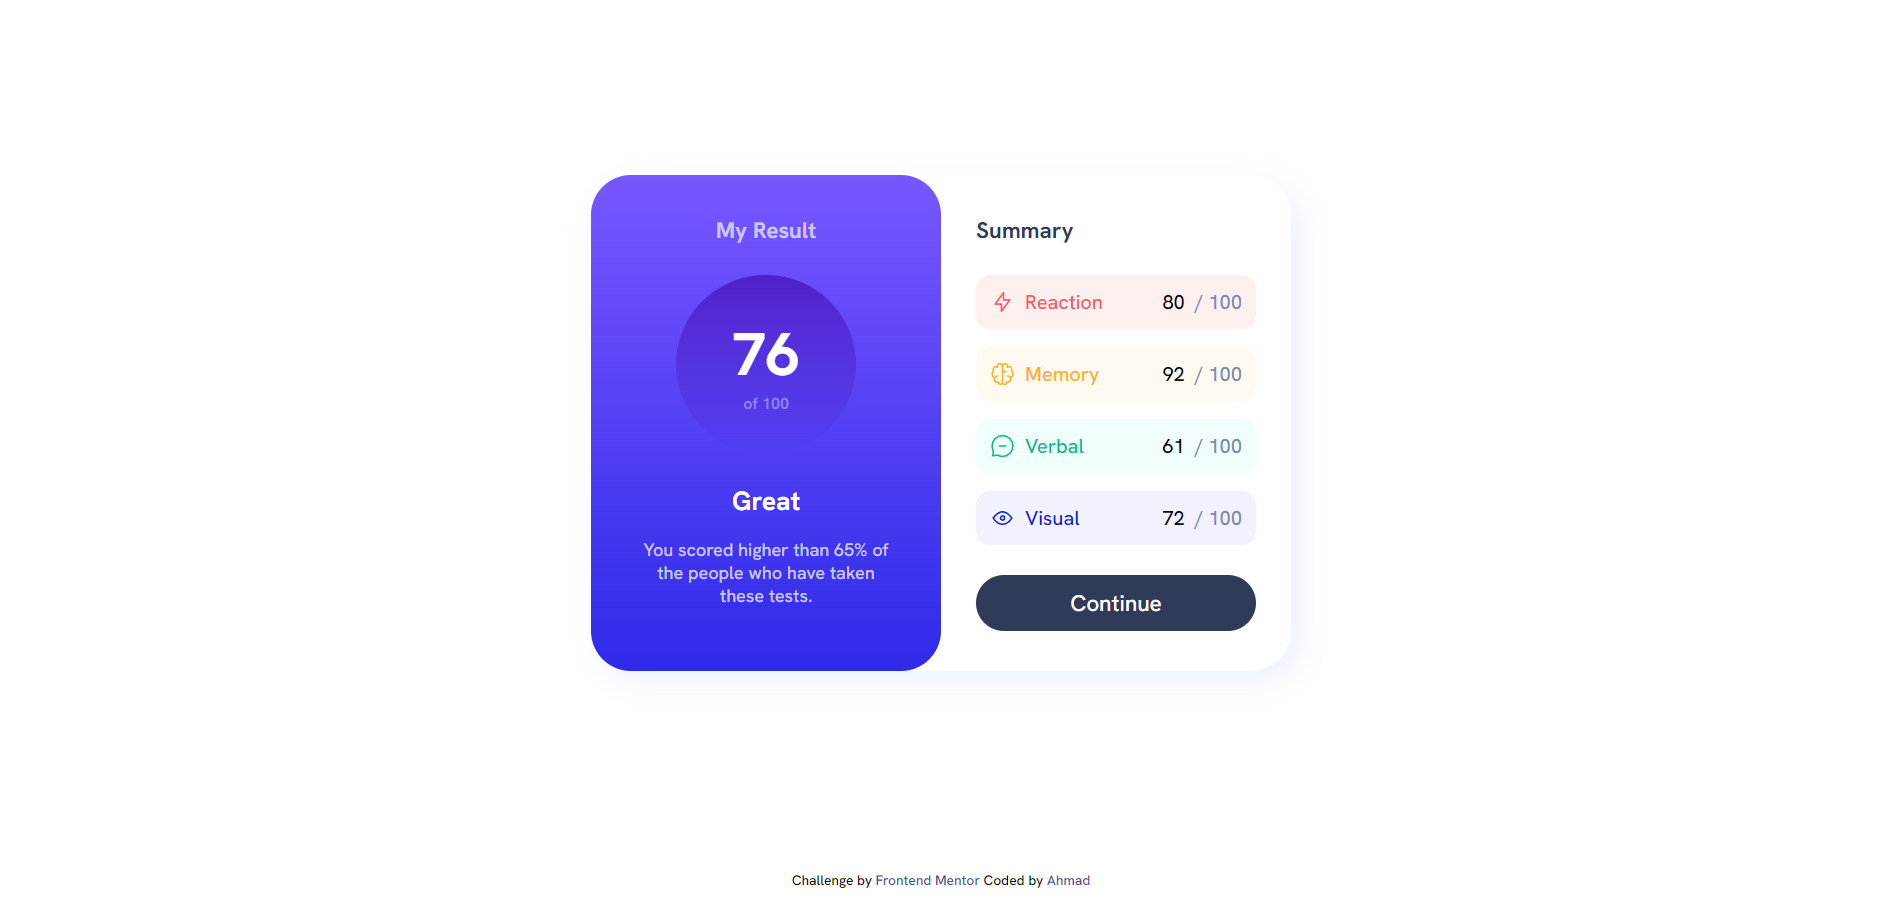 My Result
76
of 100
Great
You scored higher than 65% of
the people who have taken
these tests.
Summary
Reaction 80 / 100
Memory 92 / 100
Verbal 61 / 100
Visual 72 / 100
Continue
Challenge by Frontend Mentor Coded by Ahmad